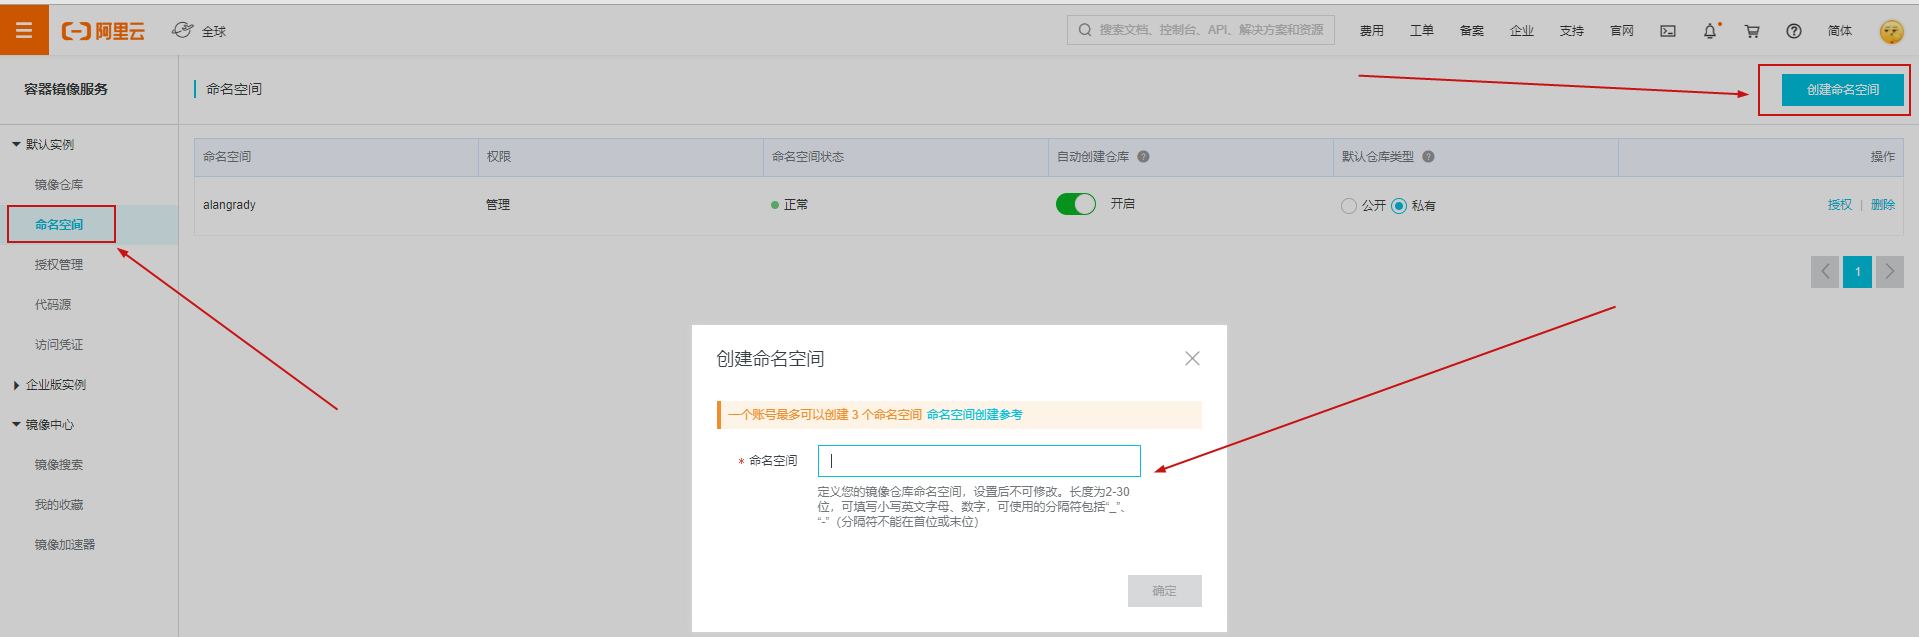 阿里云
全球
搜索文档、控制台、API、解决方案和资源
费用
工单
备案
企业
支持
官网
简体
容器镜像服务
默认实例
镜像仓库
命名空间
授权管理
代码源
访问凭证
企业版实例
镜像中心
镜像搜索
我的收藏
镜像加速器
命名空间
创建命名空间
命名空间 权限 命名空间状态 自动创建仓库 ? 默认仓库类型 ? 操作
alangrady 管理 正常 开启 公开 私有 授权 | 删除
1
创建命名空间
一个账号最多可以创建 3 个命名空间 命名空间创建参考
* 命名空间
定义您的镜像仓库命名空间，设置后不可修改。长度为2-30
位，可填写小写英文字母、数字，可使用的分隔符包括“_”、
“-”（分隔符不能在首位或末位）
确定